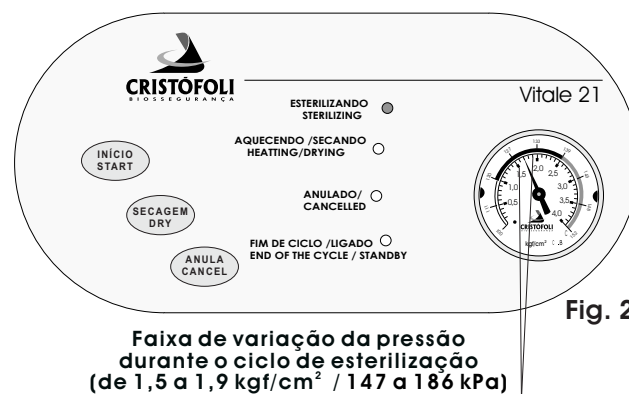 CRISTÓFOLI
BIOSSEGURANÇA
Vitale 21
ESTERILIZANDO
STERILIZING
AQUECENDO /SECANDO
HEATTING/DRYING
ANULADO/
CANCELLED
FIM DE CICLO /LIGADO
END OF THE CYCLE / STANDBY
INÍCIO
START
SECAGEM
DRY
ANULA
CANCEL
0,5
1,0
1,5
2,0
2,5
3,0
3,5
4,0
CRISTÓFOLI
kgf/cm²
Fig. 2
Faixa de variação da pressão
durante o ciclo de esterilização
(de 1,5 a 1,9 kgf/cm² / 147 a 186 kPa)